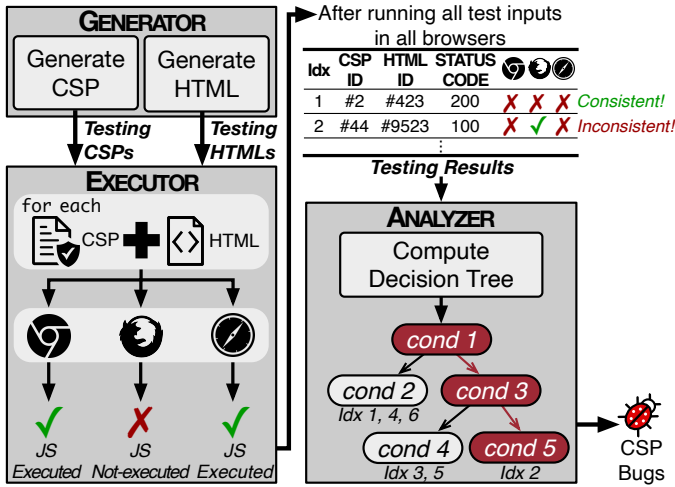 GENERATOR
Generate
CSP
Generate
HTML
Testing
CSPs
Testing
HTMLs
EXECUTOR
for each
CSP
HTML
JS
Executed
JS
Not-executed
JS
Executed
After running all test inputs
in all browsers
Idx CSP ID HTML ID STATUS CODE
1 #2 #423 200 ✗ ✗ ✗ Consistent!
2 #44 #9523 100 ✗ ✓ ✗ Inconsistent!
⋮
Testing Results
ANALYZER
Compute
Decision Tree
cond 1
cond 2
cond 3
Idx 1, 4, 6
cond 4
cond 5
Idx 3, 5
Idx 2
CSP
Bugs